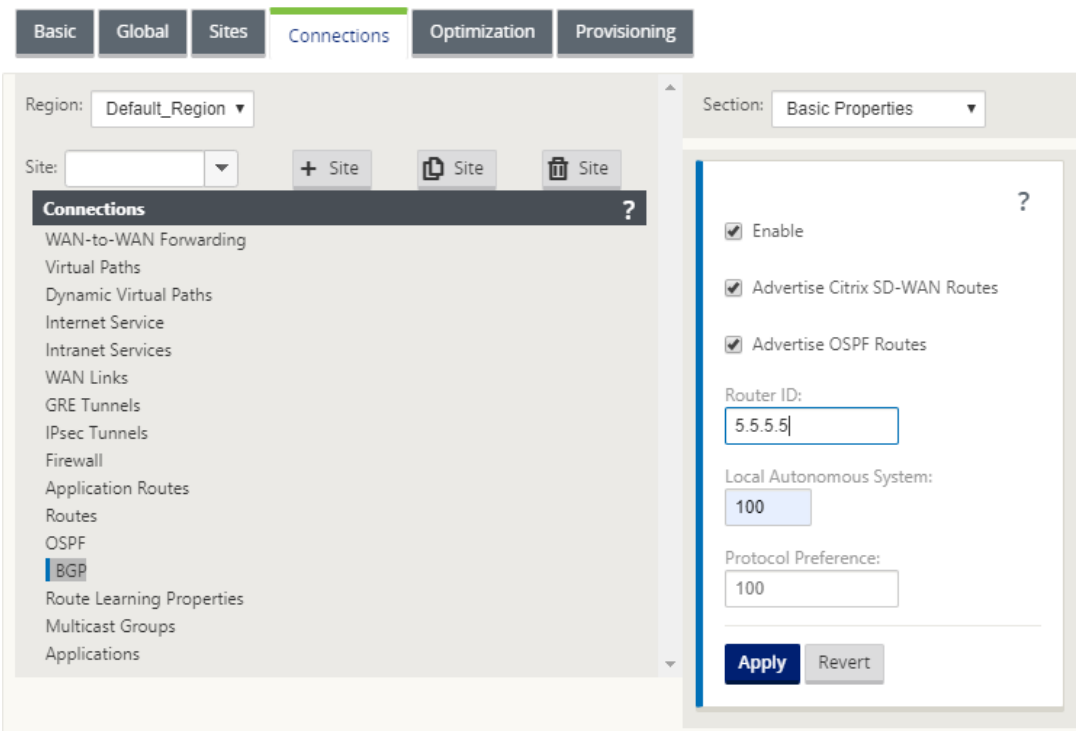 Basic Global Sites Connections Optimization Provisioning
Region: Default_Region
Site: + Site Site Site
Connections ?
WAN-to-WAN Forwarding
Virtual Paths
Dynamic Virtual Paths
Internet Service
Intranet Services
WAN Links
GRE Tunnels
IPsec Tunnels
Firewall
Application Routes
Routes
OSPF
BGP
Route Learning Properties
Multicast Groups
Applications
Section: Basic Properties
?
Enable
Advertise Citrix SD-WAN Routes
Advertise OSPF Routes
Router ID:
5.5.5.5
Local Autonomous System:
100
Protocol Preference:
100
Apply Revert